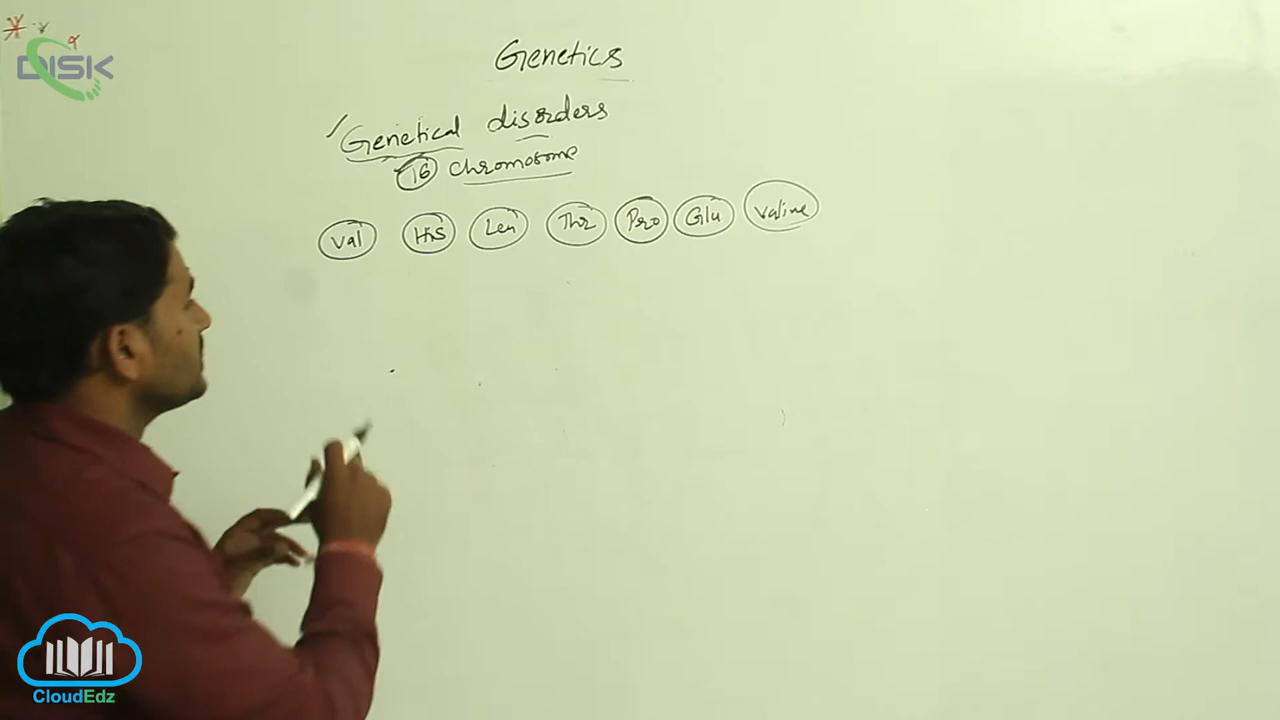 Genetics
DISK
Genetical disorders
16 chromosome
Val His Leu Thr Pro Glu Valine
CloudEdz